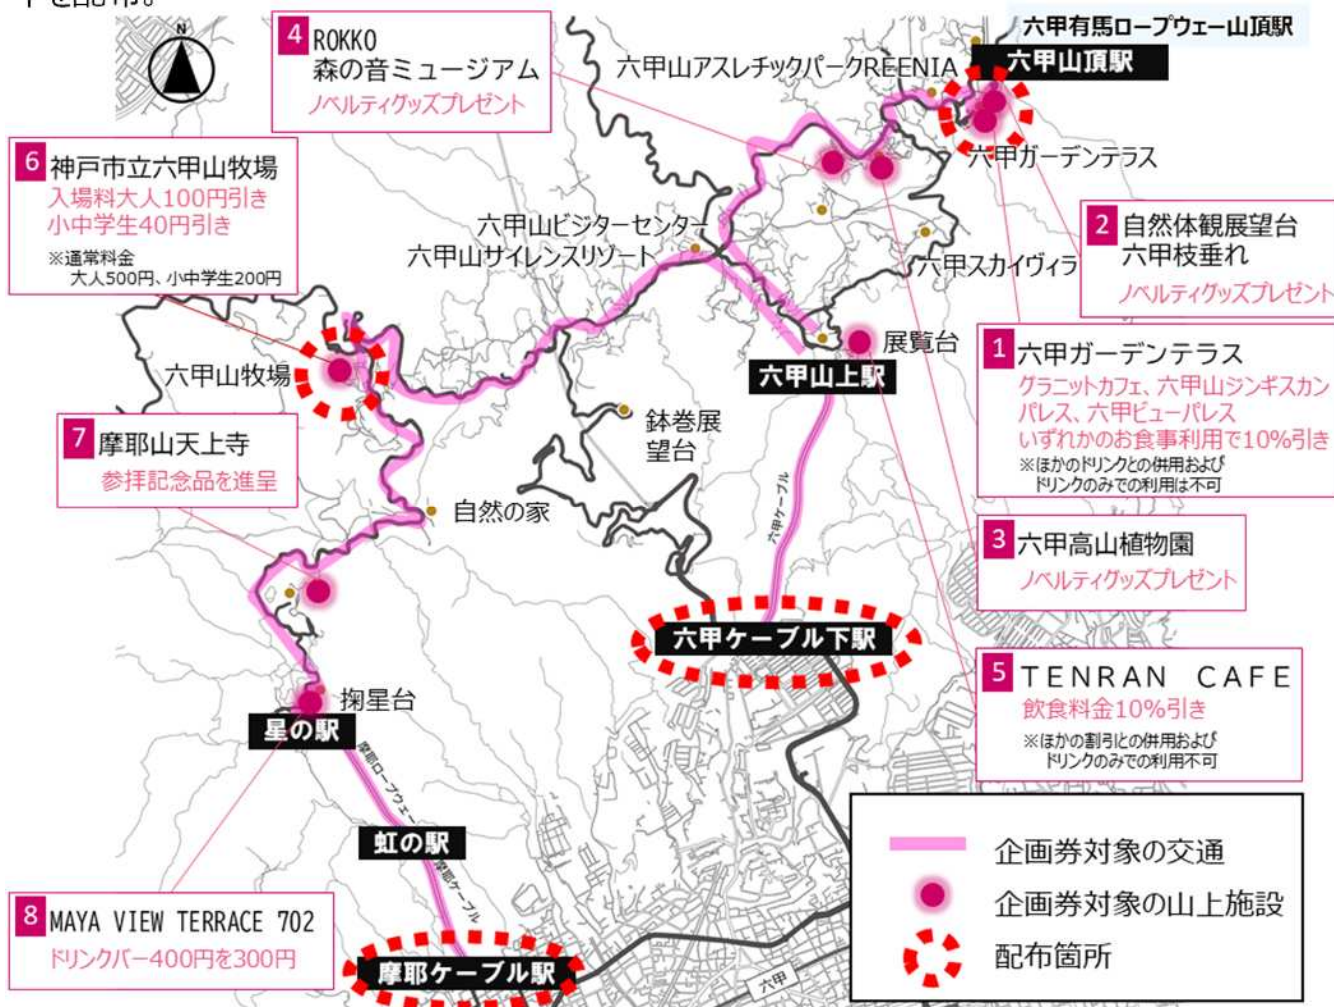 トを配布。
N
4 ROKKO
森の音ミュージアム
ノベルティグッズプレゼント
六甲有馬ロープウェー山頂駅
六甲山頂駅
六甲山アスレチックパークREENIA
六甲ガーデンテラス
6 神戸市立六甲山牧場
入場料大人100円引き
小中学生40円引き
※通常料金
大人500円、小中学生200円
六甲山ビジターセンター
六甲山サイレンスリゾート
六甲スカイヴィラ
2 自然体観展望台
六甲枝垂れ
ノベルティグッズプレゼント
展覧台
六甲山上駅
1 六甲ガーデンテラス
グラニットカフェ、六甲山ジンギスカン
パレス、六甲ビューパレス
いずれかのお食事利用で10%引き
※ほかのドリンクとの併用および
ドリンクのみでの利用は不可
六甲山牧場
鉢巻展
望台
7 摩耶山天上寺
参拝記念品を進呈
自然の家
六甲ケーブル
3 六甲高山植物園
ノベルティグッズプレゼント
六甲ケーブル下駅
5 TENRAN CAFE
飲食料金10%引き
※ほかの割引との併用および
ドリンクのみでの利用不可
掬星台
星の駅
摩耶ロープウェー
虹の駅
摩耶ケーブル
8 MAYA VIEW TERRACE 702
ドリンクバー400円を300円
摩耶ケーブル駅
六甲
企画券対象の交通
企画券対象の山上施設
配布箇所